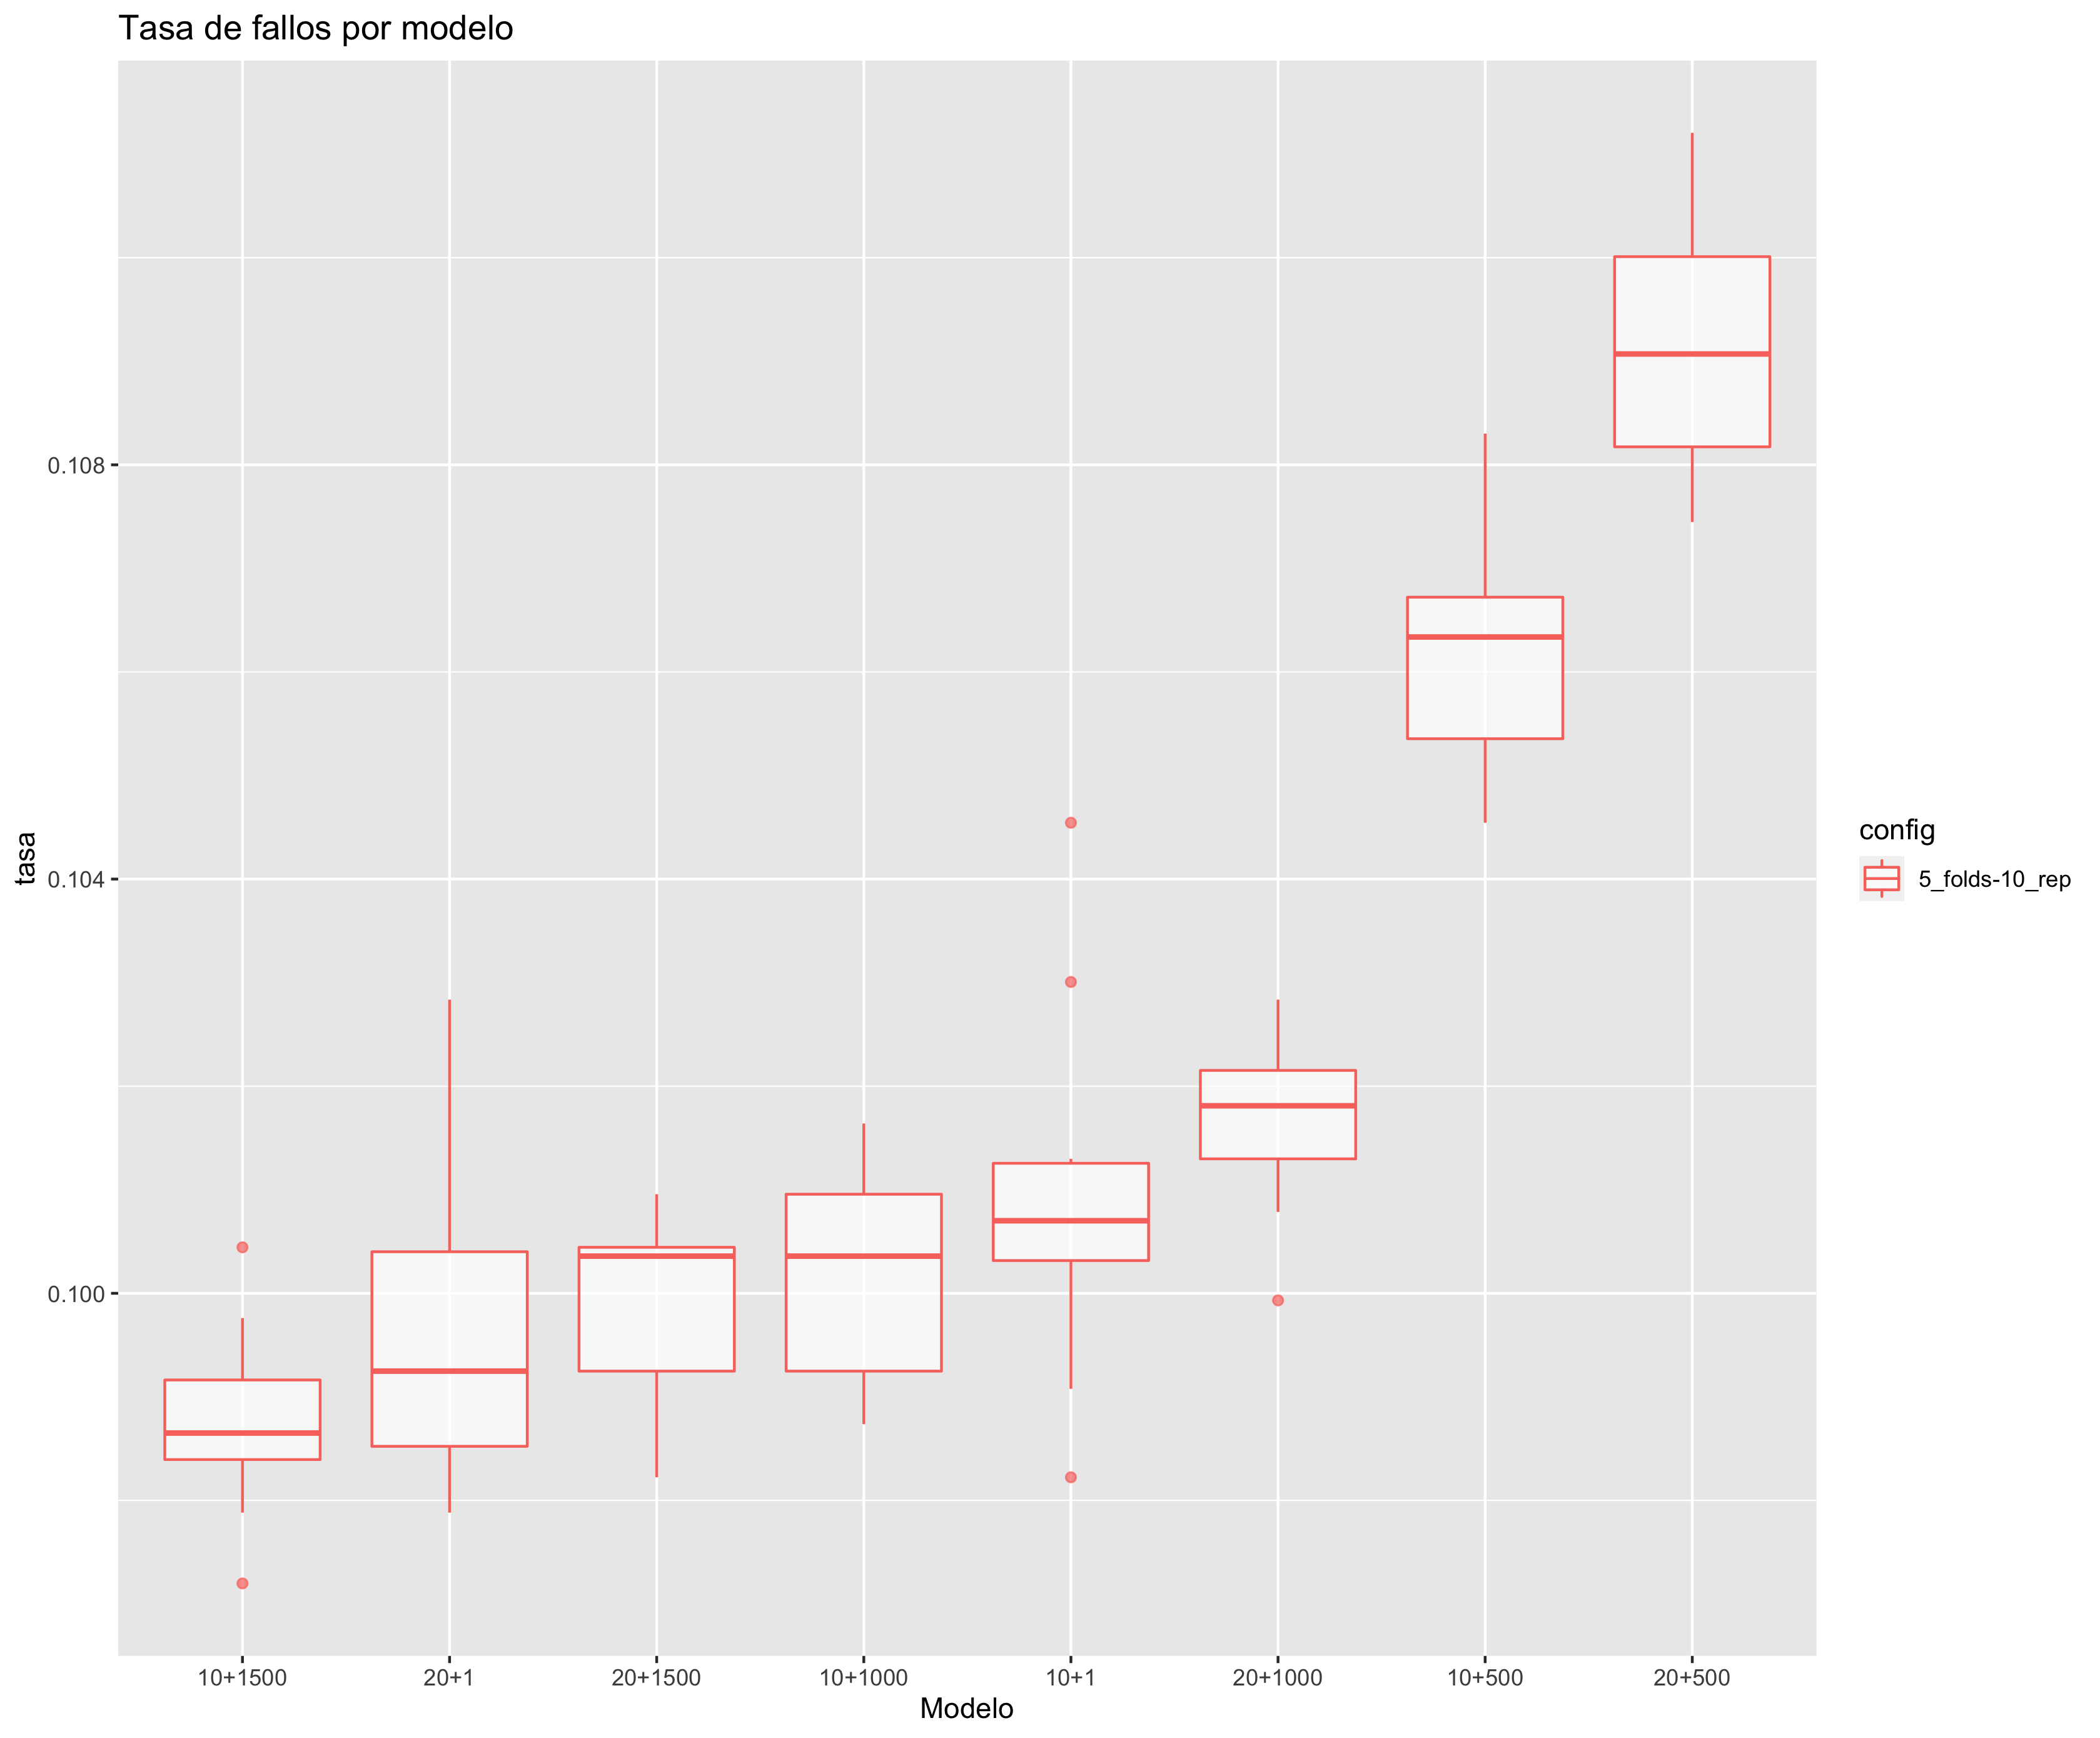 Tasa de fallos por modelo
tasa
0.108
0.104
0.100
10+1500 20+1 20+1500 10+1000 10+1 20+1000 10+500 20+500
Modelo
config
5_folds-10_rep